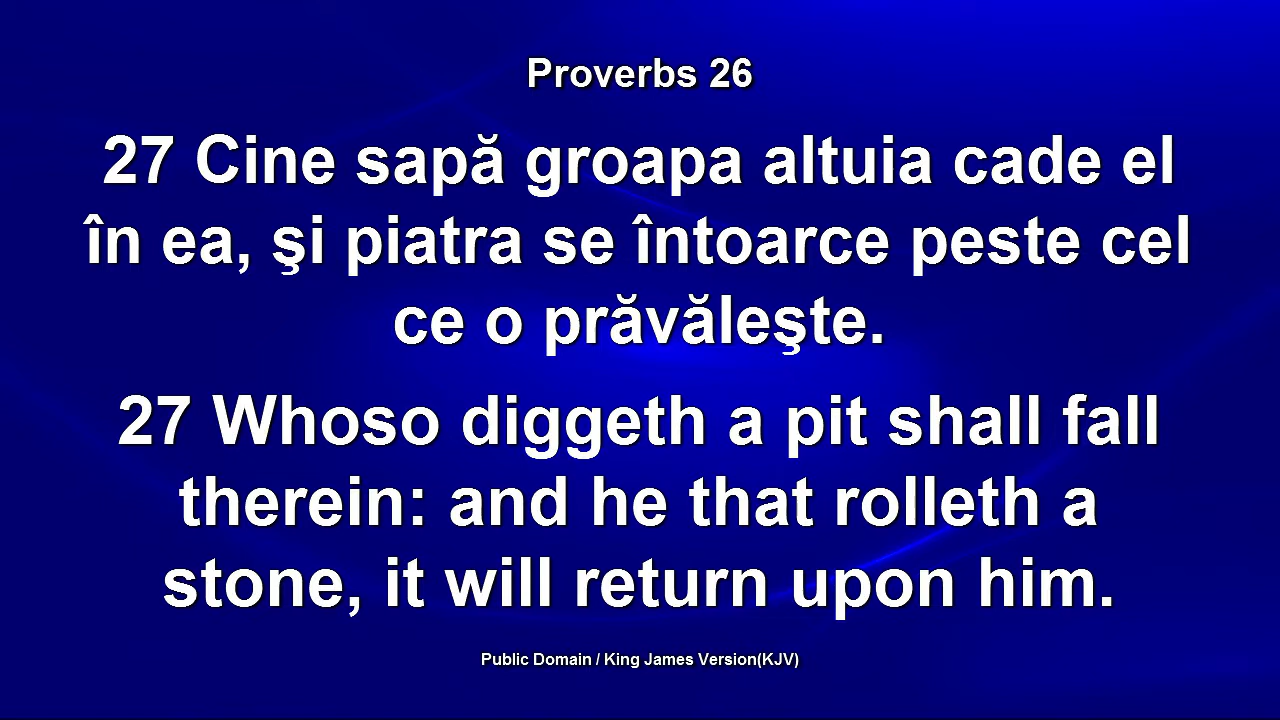 Proverbs 26
27 Cine sapă groapa altuia cade el
în ea, şi piatra se întoarce peste cel
ce o prăvăleşte.
27 Whoso diggeth a pit shall fall
therein: and he that rolleth a
stone, it will return upon him.
Public Domain / King James Version(KJV)